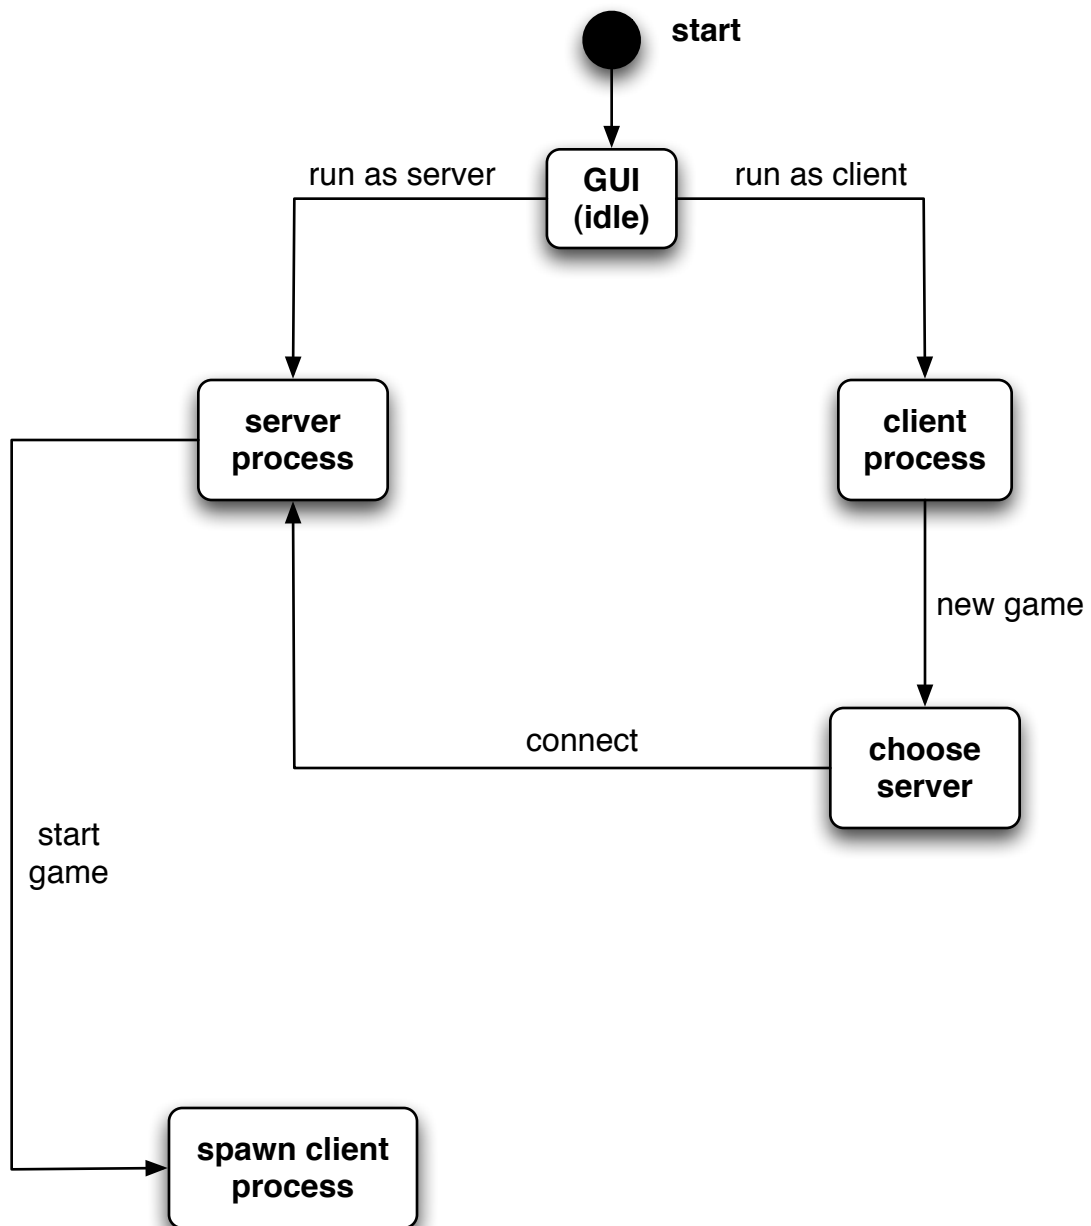 start
run as server
GUI
(idle)
run as client
server
process
client
process
new game
connect
choose
server
start
game
spawn client
process